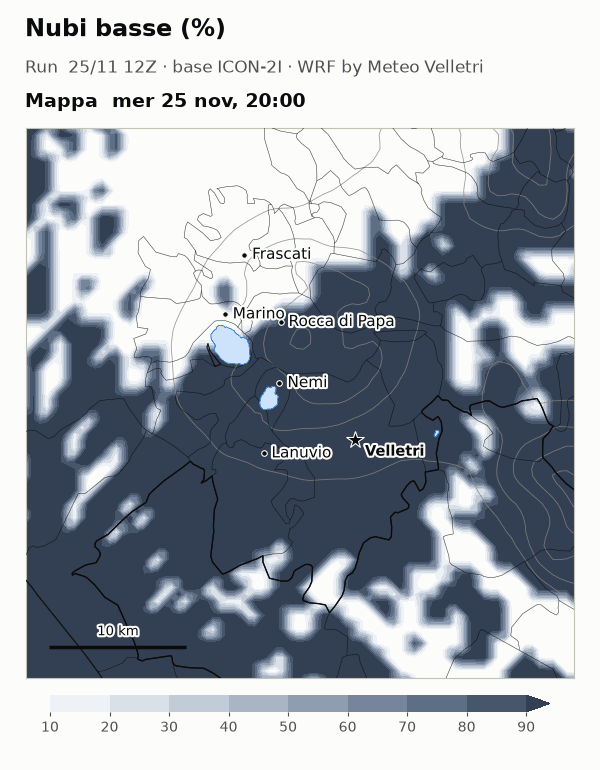 Nubi basse (%)
Run  25/11 12Z · base ICON-2I · WRF by Meteo Velletri
Mappa  mer 25 nov, 20:00
Frascati
Marino
Rocca di Papa
Nemi
Velletri
Lanuvio
10 km
10 20 30 40 50 60 70 80 90